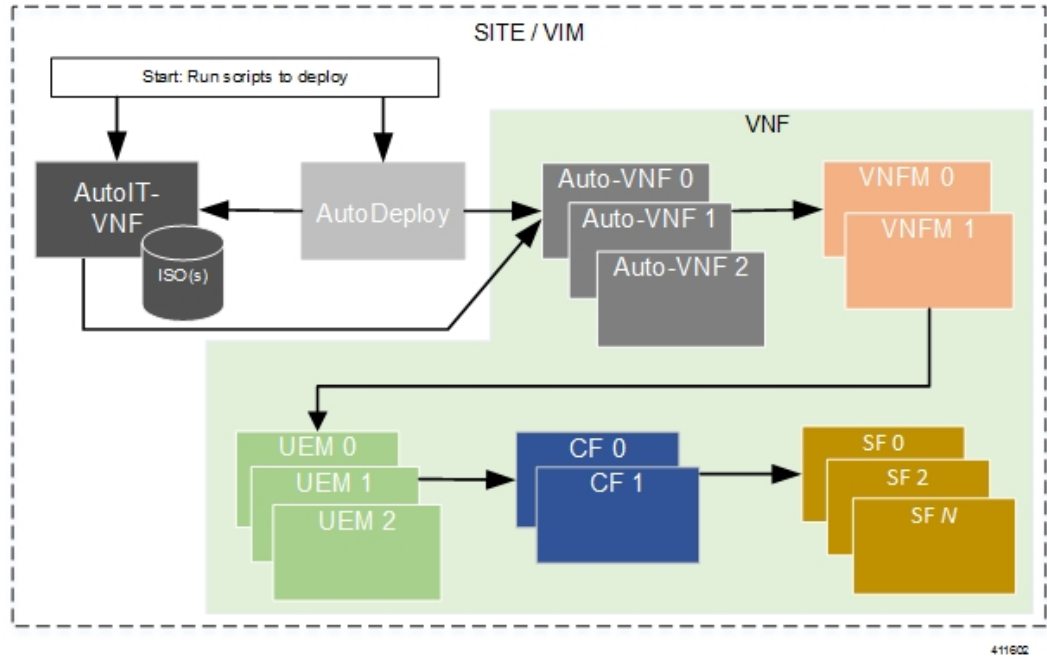 SITE / VIM
Start: Run scripts to deploy
VNF
AutoIT-
VNF
ISO(s)
AutoDeploy
Auto-VNF 0
Auto-VNF 1
Auto-VNF 2
VNFM 0
VNFM 1
UEM 0
UEM 1
UEM 2
CF 0
CF 1
SF 0
SF 2
SF N
411602